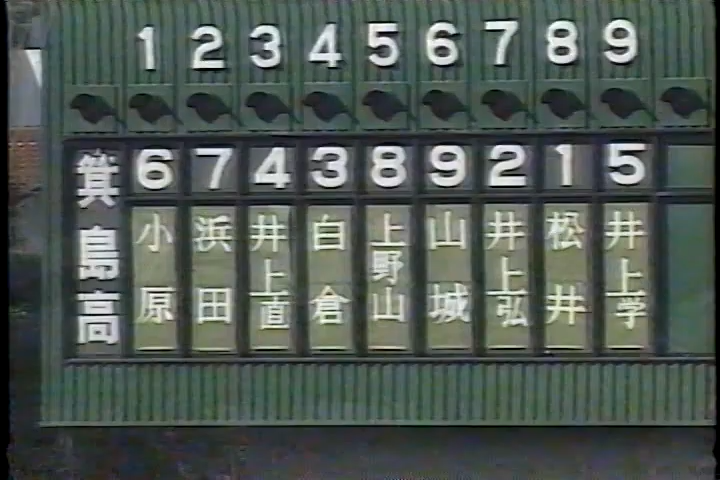 1 2 3 4 5 6 7 8 9
箕島高
6 7 4 3 8 9 2 1 5
小原
浜田
井上直
白倉
上野山
山城
井上弘
松井
井上学